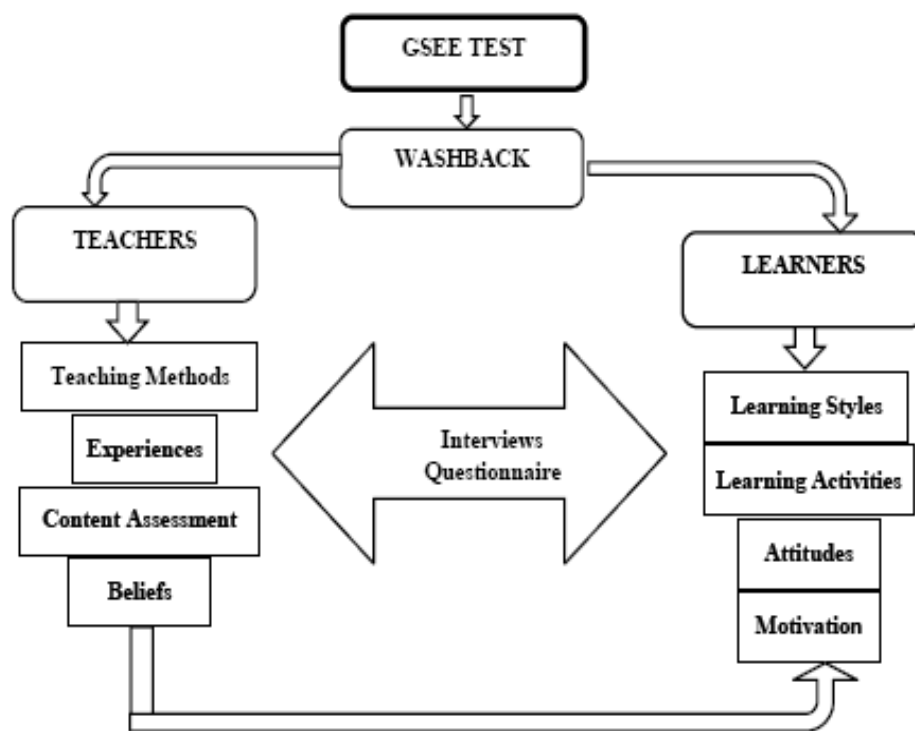 GSEE TEST
WASHBACK
TEACHERS
LEARNERS
Teaching Methods
Experiences
Content Assessment
Beliefs
Interviews
Questionnaire
Learning Styles
Learning Activities
Attitudes
Motivation